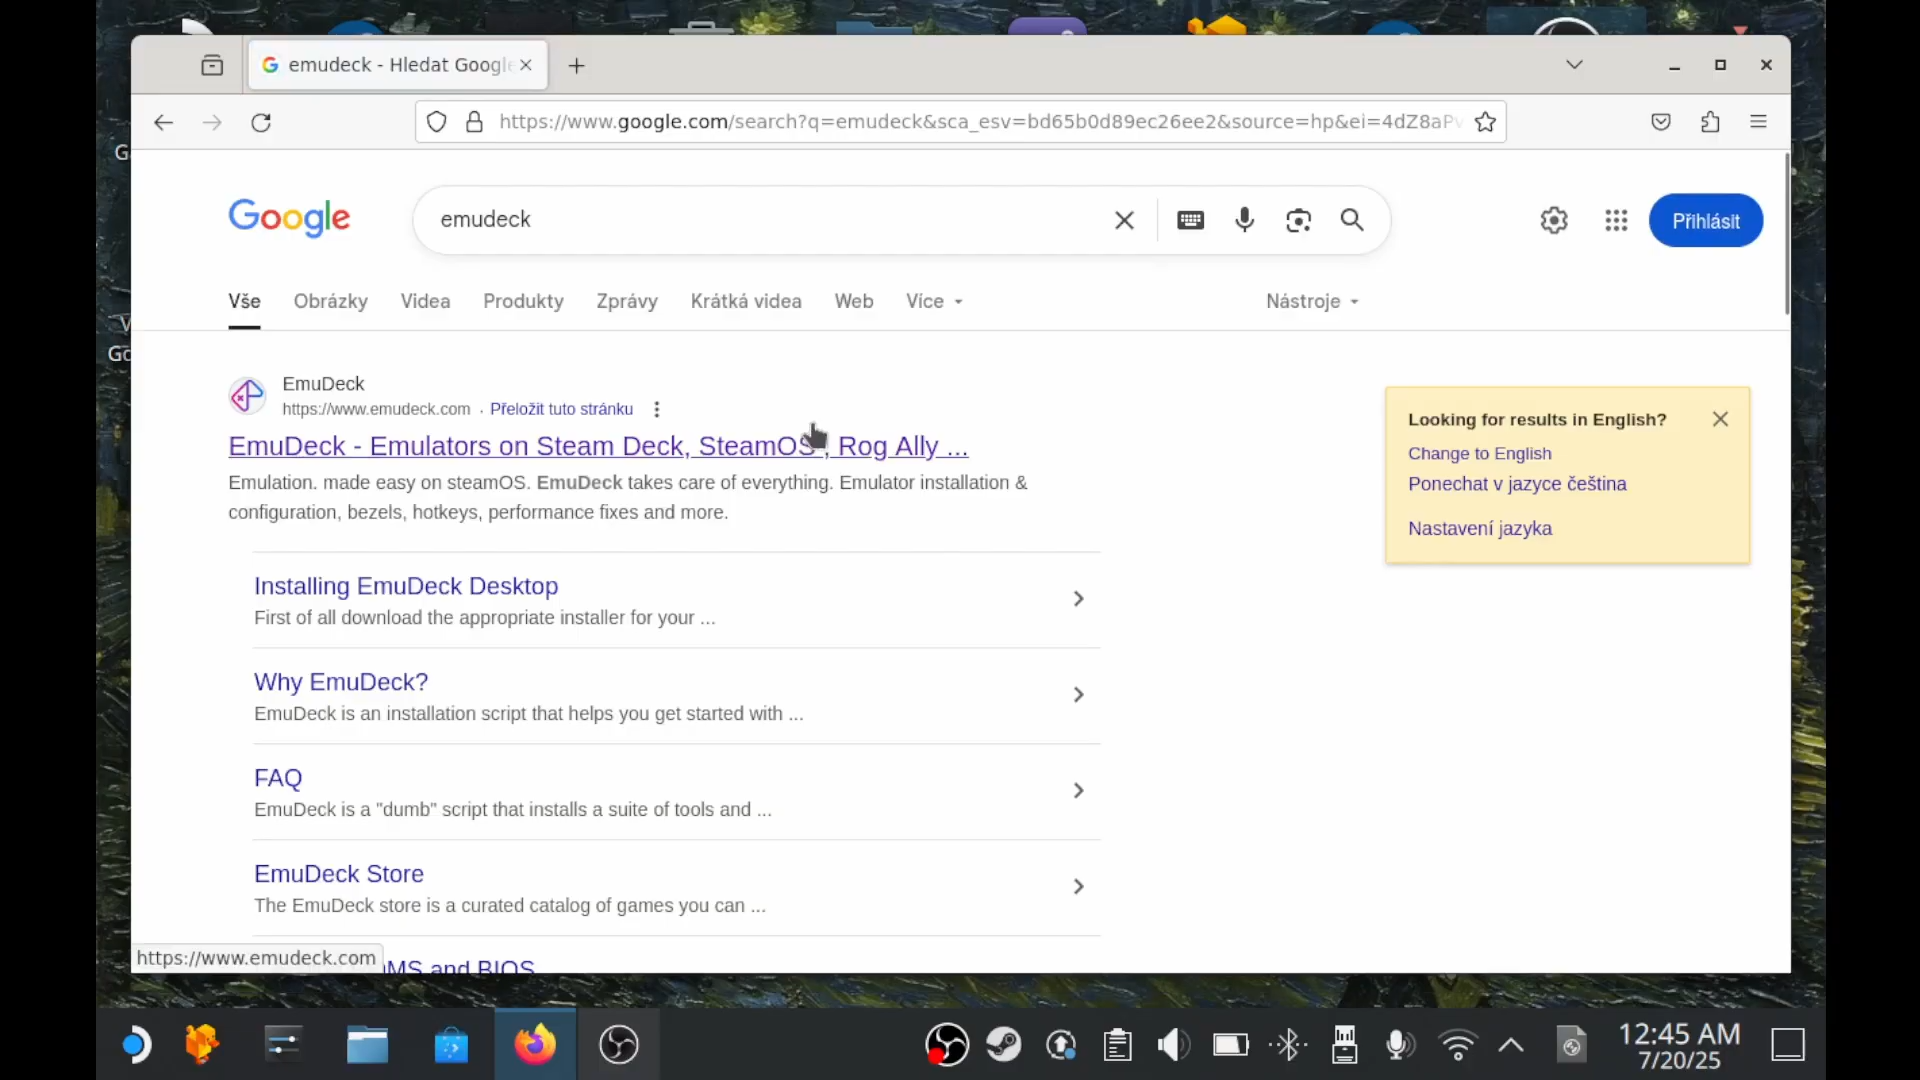 emudeck - Hledat Google
https://www.google.com/search?q=emudeck&sca_esv=bd65b0d89ec26ee2&source=hp&ei=4dZ8aPv
Google
emudeck
Přihlásit
Vše
Obrázky
Videa
Produkty
Zprávy
Krátká videa
Web
Více
Nástroje
EmuDeck
https://www.emudeck.com · Přeložit tuto stránku
EmuDeck - Emulators on Steam Deck, SteamOS, Rog Ally ...
Emulation. made easy on steamOS. EmuDeck takes care of everything. Emulator installation &
configuration, bezels, hotkeys, performance fixes and more.
Looking for results in English?
Change to English
Ponechat v jazyce čeština
Nastavení jazyka
Installing EmuDeck Desktop
First of all download the appropriate installer for your ...
Why EmuDeck?
EmuDeck is an installation script that helps you get started with ...
FAQ
EmuDeck is a "dumb" script that installs a suite of tools and ...
EmuDeck Store
The EmuDeck store is a curated catalog of games you can ...
and BIOS
https://www.emudeck.com
12:45 AM
7/20/25